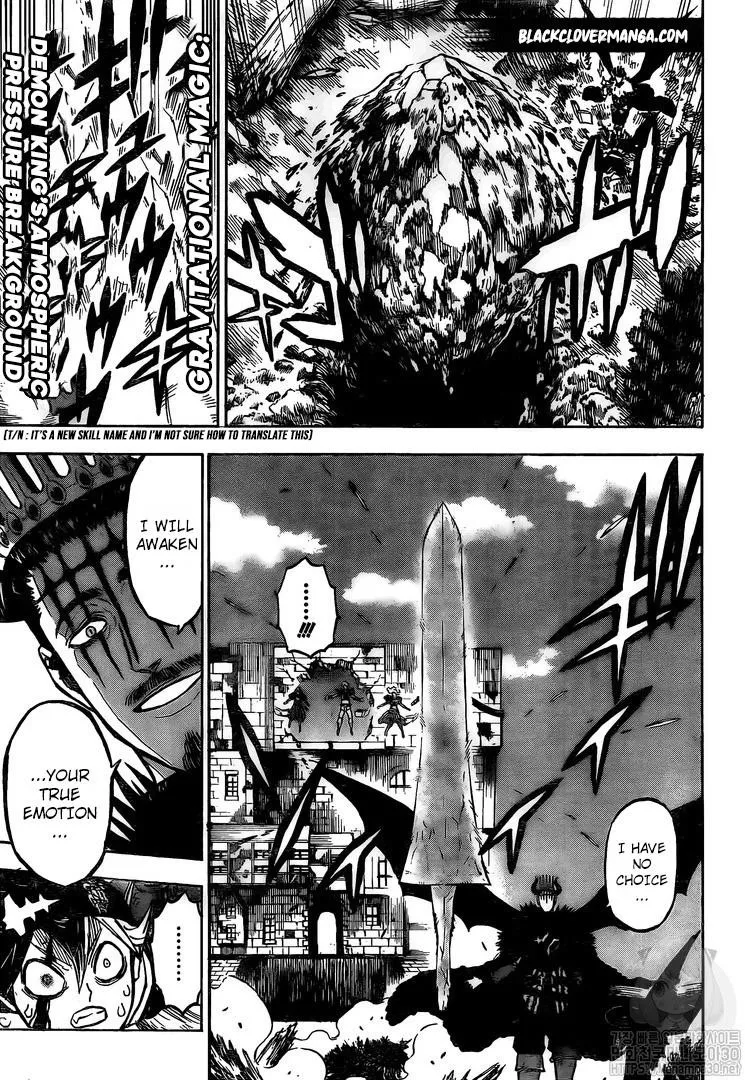 BLACKCLOVERMANGA.COM
GRAVITATIONAL MAGIC:
DEMON KING'S ATMOSPHERIC
PRESSURE BREAK GROUND
[T/N : IT'S A NEW SKILL NAME AND I'M NOT SURE HOW TO TRANSLATE THIS]
.......
!!!
I HAVE
NO
CHOICE
...
I WILL
AWAKEN
...
...YOUR
TRUE
EMOTION
...
.......